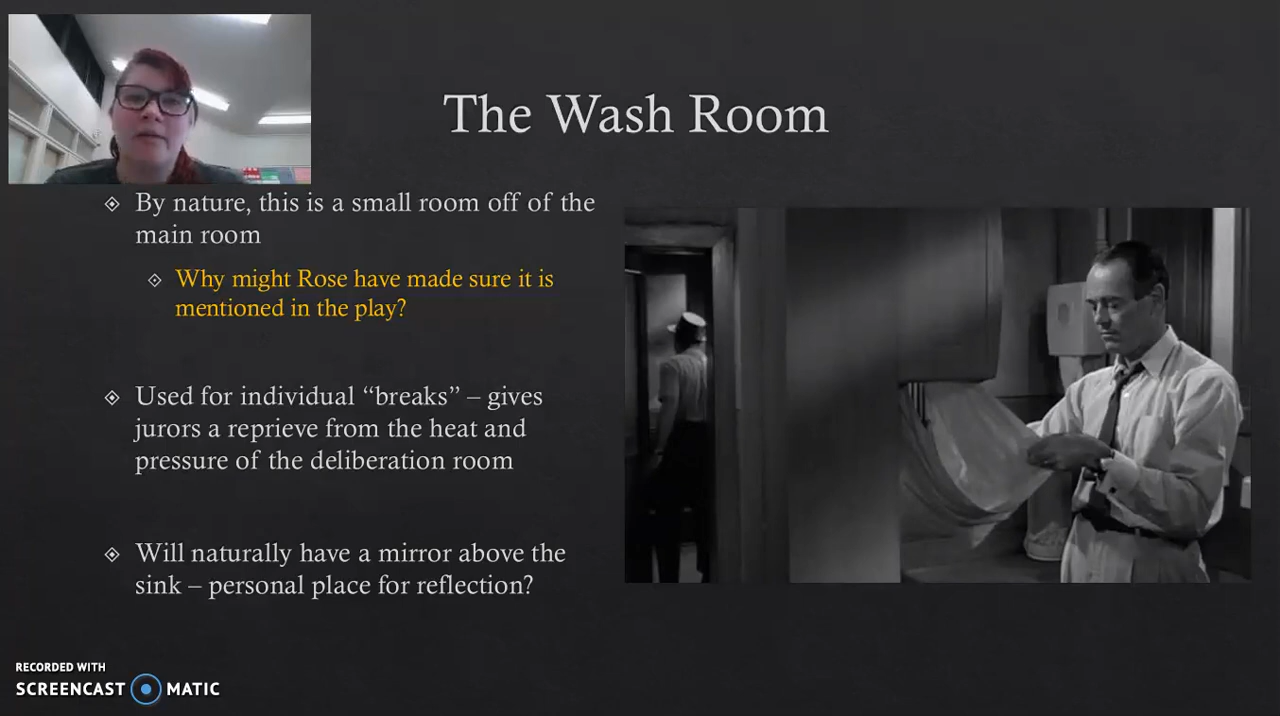 The Wash Room
By nature, this is a small room off of the
main room
Why might Rose have made sure it is
mentioned in the play?
Used for individual “breaks” – gives
jurors a reprieve from the heat and
pressure of the deliberation room
Will naturally have a mirror above the
sink – personal place for reflection?
RECORDED WITH
SCREENCAST MATIC